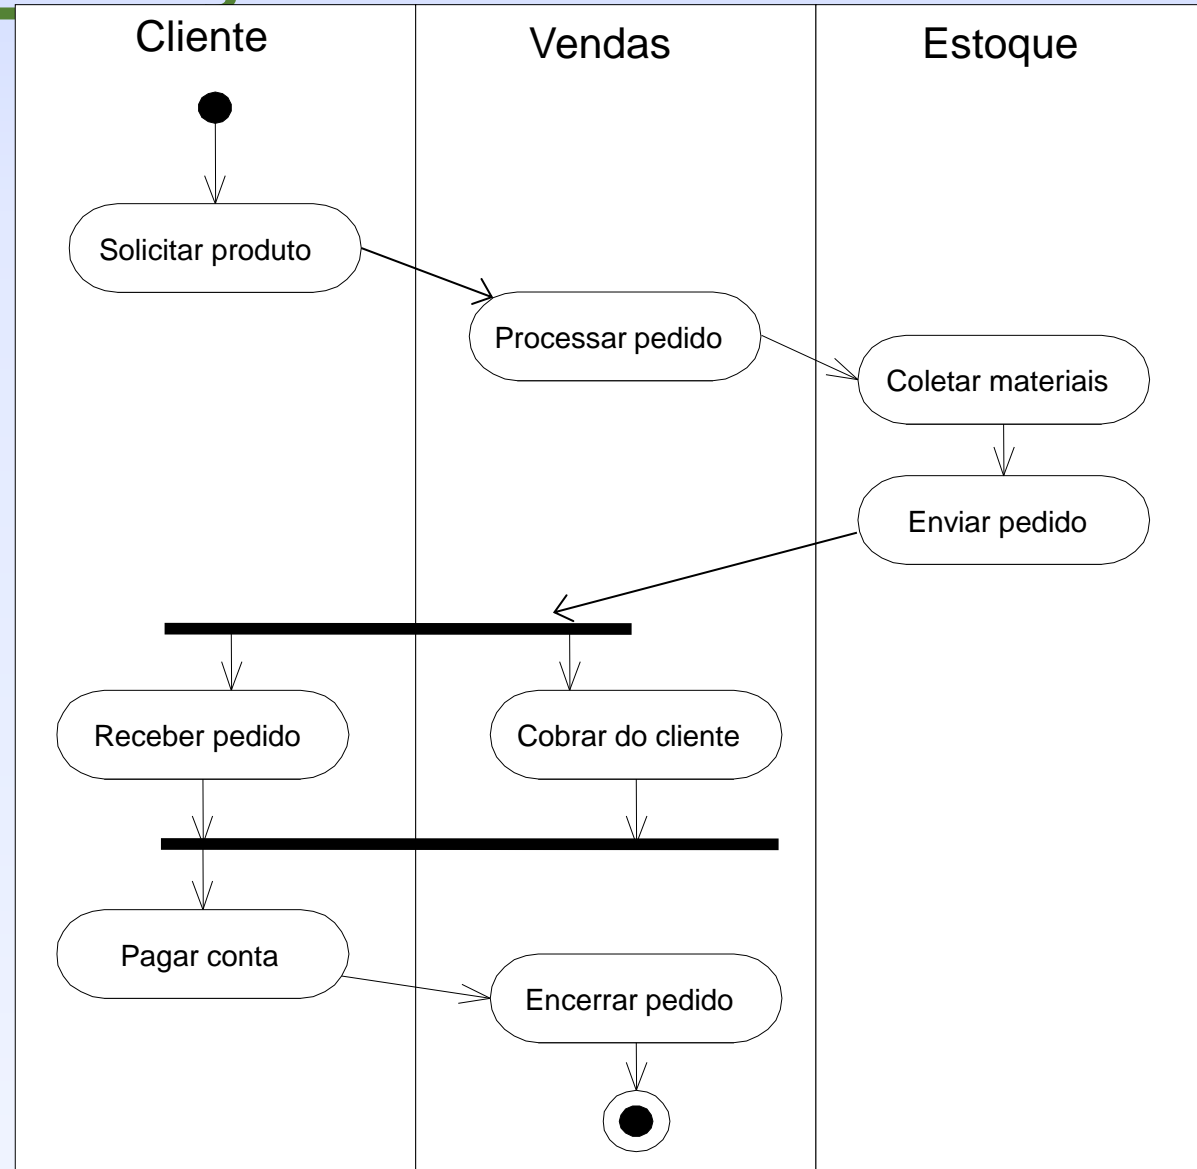 Cliente
Vendas
Estoque
Solicitar produto
Processar pedido
Coletar materiais
Enviar pedido
Receber pedido
Cobrar do cliente
Pagar conta
Encerrar pedido